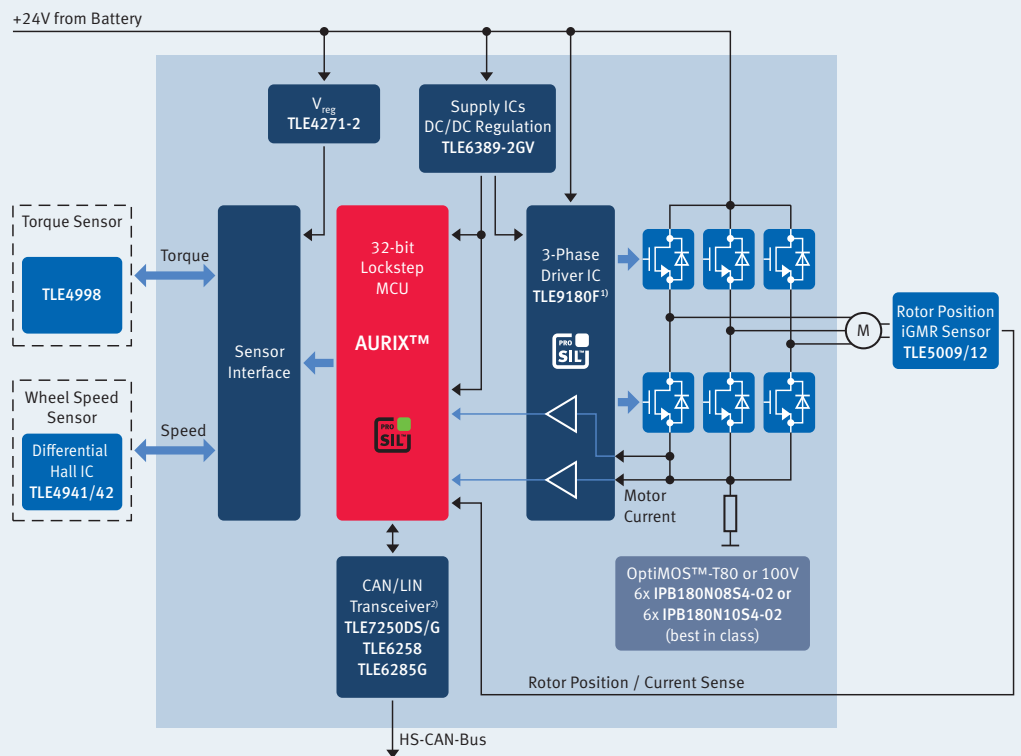 +24V from Battery
Vreg
TLE4271-2
Supply ICs
DC/DC Regulation
TLE6389-2GV
Torque Sensor
TLE4998
Torque
Wheel Speed
Sensor
Differential
Hall IC
TLE4941/42
Speed
Sensor
Interface
32-bit
Lockstep
MCU
AURIX™
PRO
SIL™
3-Phase
Driver IC
TLE9180F1)
PRO
SIL™
M
Rotor Position
iGMR Sensor
TLE5009/12
Motor
Current
CAN/LIN
Transceiver2)
TLE7250DS/G
TLE6258
TLE6285G
OptiMOS™-T80 or 100V
6x IPB180N08S4-02 or
6x IPB180N10S4-02
(best in class)
Rotor Position / Current Sense
HS-CAN-Bus